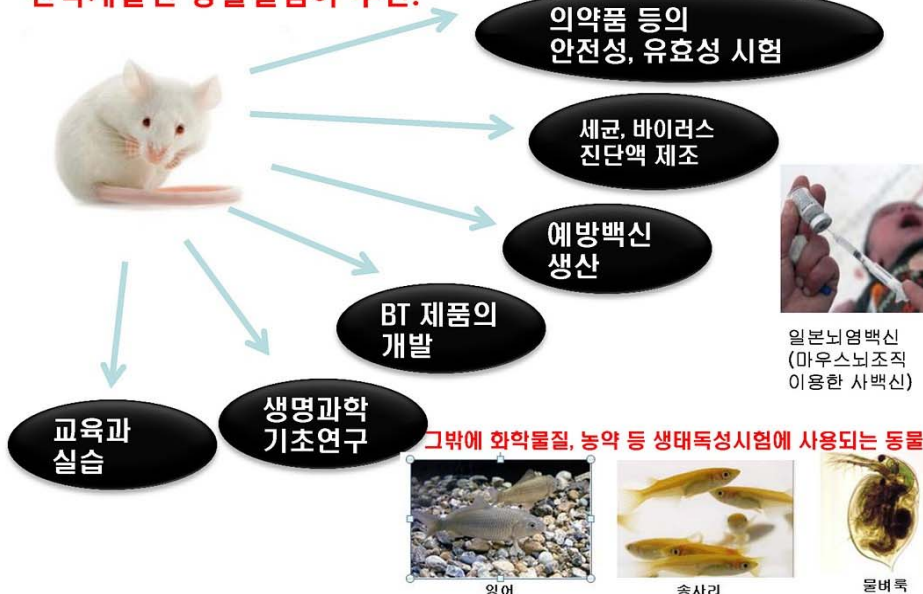 의약품 등의
안전성, 유효성 시험
세균, 바이러스
진단액 제조
예방백신
생산
BT 제품의
개발
생명과학
기초연구
교육과
실습
일본뇌염백신
(마우스뇌조직
이용한 사백신)
그밖에 화학물질, 농약 등 생태독성시험에 사용되는 동물
잉어
송사리
물벼룩